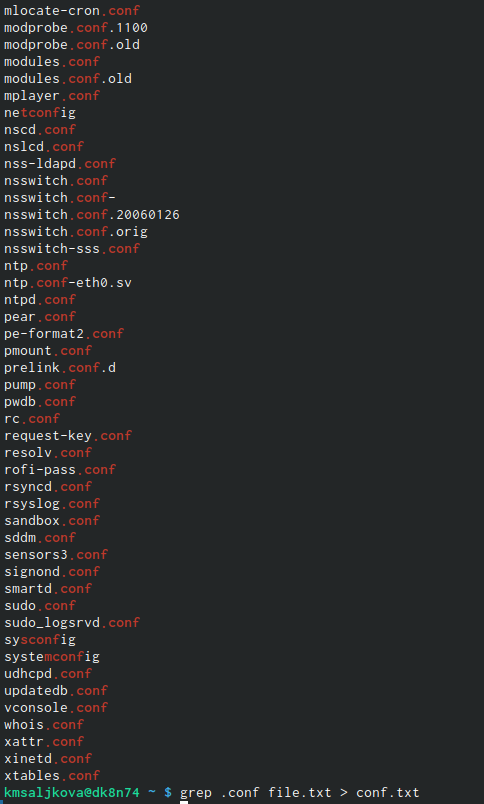 mlocate-cron.conf
modprobe.conf.1100
modprobe.conf.old
modules.conf
modules.conf.old
mplayer.conf
netconfig
nscd.conf
nslcd.conf
nss-ldapd.conf
nsswitch.conf
nsswitch.conf-
nsswitch.conf.20060126
nsswitch.conf.orig
nsswitch-sss.conf
ntp.conf
ntp.conf-eth0.sv
ntpd.conf
pear.conf
pe-format2.conf
pmount.conf
prelink.conf.d
pump.conf
pwdb.conf
rc.conf
request-key.conf
resolv.conf
rofi-pass.conf
rsyncd.conf
rsyslog.conf
sandbox.conf
sddm.conf
sensors3.conf
signond.conf
smartd.conf
sudo.conf
sudo_logsrvd.conf
sysconfig
systemconfig
udhcpd.conf
updatedb.conf
vconsole.conf
whois.conf
xattr.conf
xinetd.conf
xtables.conf
kmsaljkova@dk8n74 ~ $ grep .conf file.txt > conf.txt